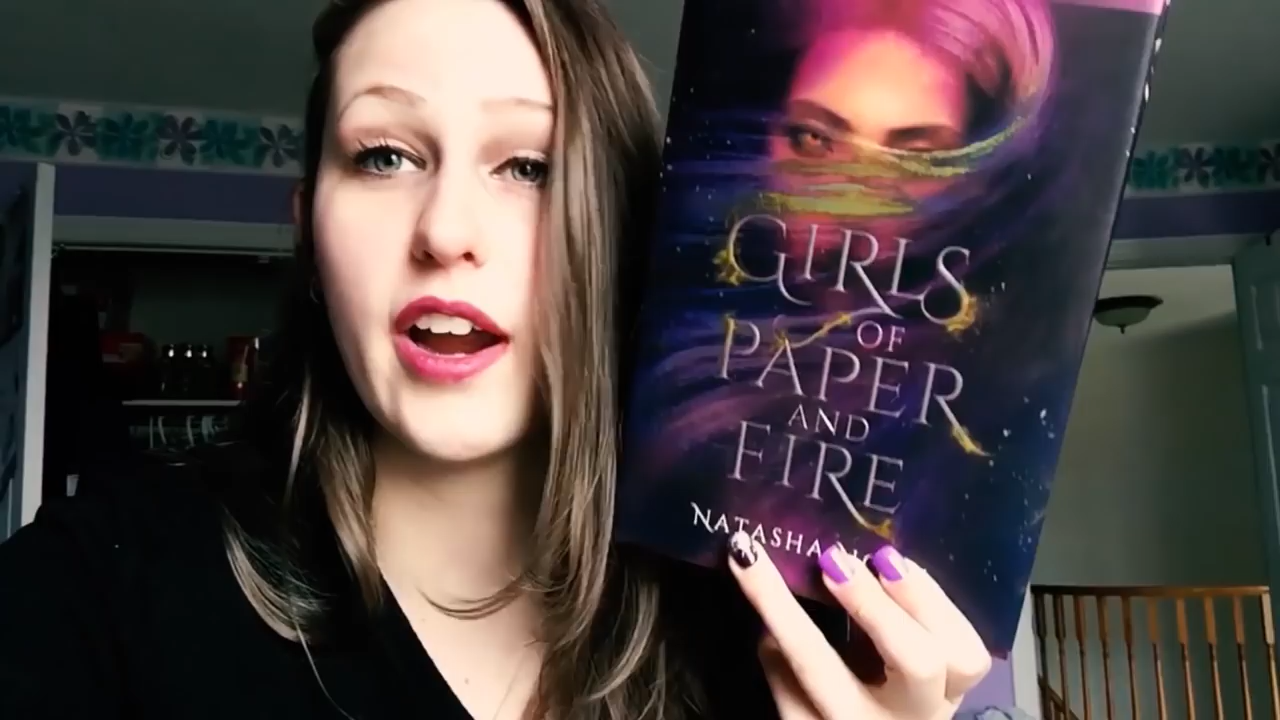 GIRLS
OF
PAPER
AND
FIRE
NATASHA